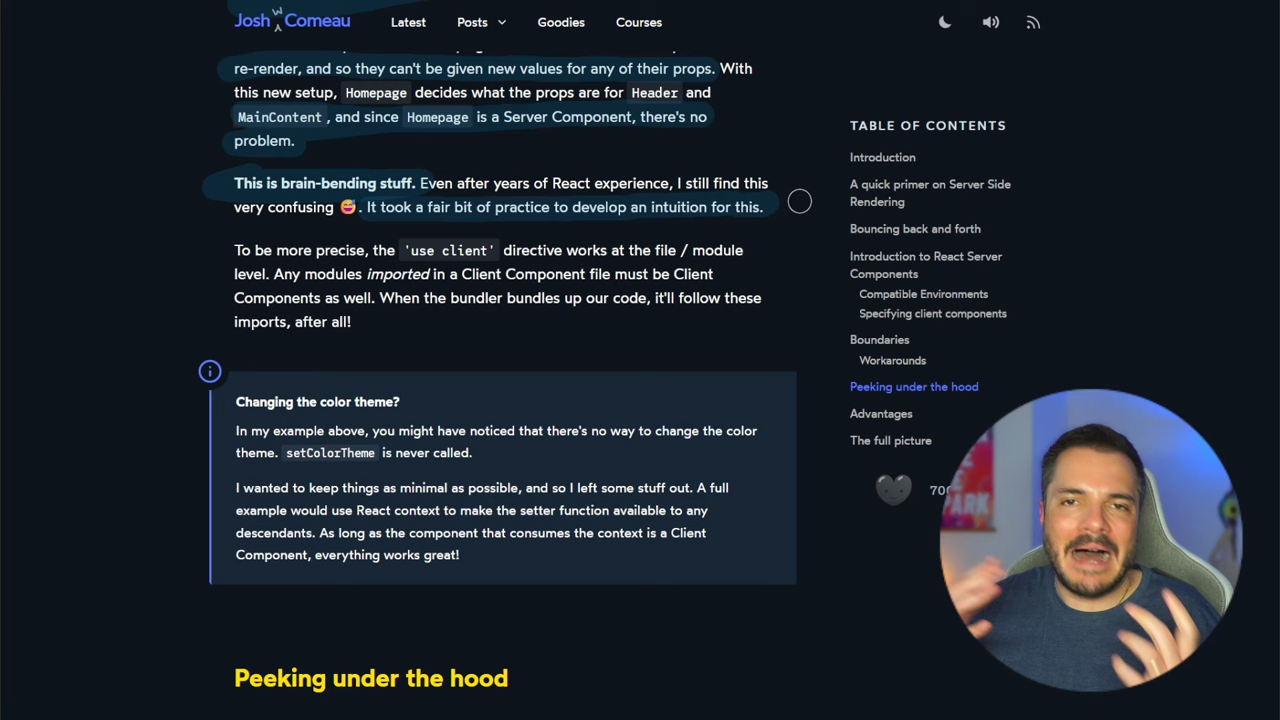 Josh W Comeau
Latest
Posts
Goodies
Courses
re-render, and so they can't be given new values for any of their props. With
this new setup, Homepage decides what the props are for Header and
MainContent , and since Homepage is a Server Component, there's no
problem.
This is brain-bending stuff. Even after years of React experience, I still find this
very confusing 😅. It took a fair bit of practice to develop an intuition for this.
To be more precise, the 'use client' directive works at the file / module
level. Any modules imported in a Client Component file must be Client
Components as well. When the bundler bundles up our code, it'll follow these
imports, after all!
Changing the color theme?
In my example above, you might have noticed that there's no way to change the color
theme. setColorTheme is never called.
I wanted to keep things as minimal as possible, and so I left some stuff out. A full
example would use React context to make the setter function available to any
descendants. As long as the component that consumes the context is a Client
Component, everything works great!
Peeking under the hood
TABLE OF CONTENTS
Introduction
A quick primer on Server Side
Rendering
Bouncing back and forth
Introduction to React Server
Components
Compatible Environments
Specifying client components
Boundaries
Workarounds
Peeking under the hood
Advantages
The full picture
PARK